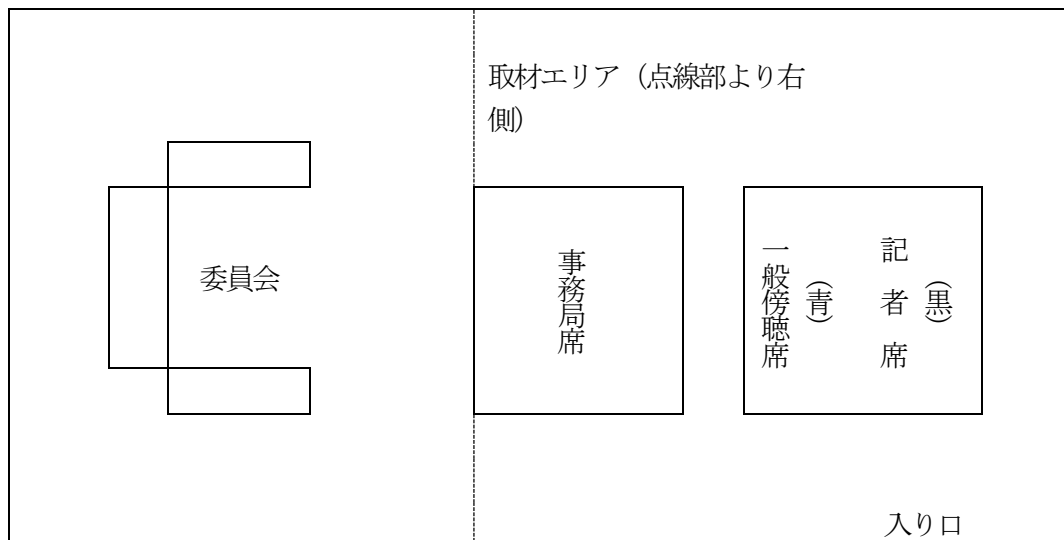 取材エリア（点線部より右
側）
委員会
事務局席
一般傍聴席
（青）
記者席
（黒）
入り口